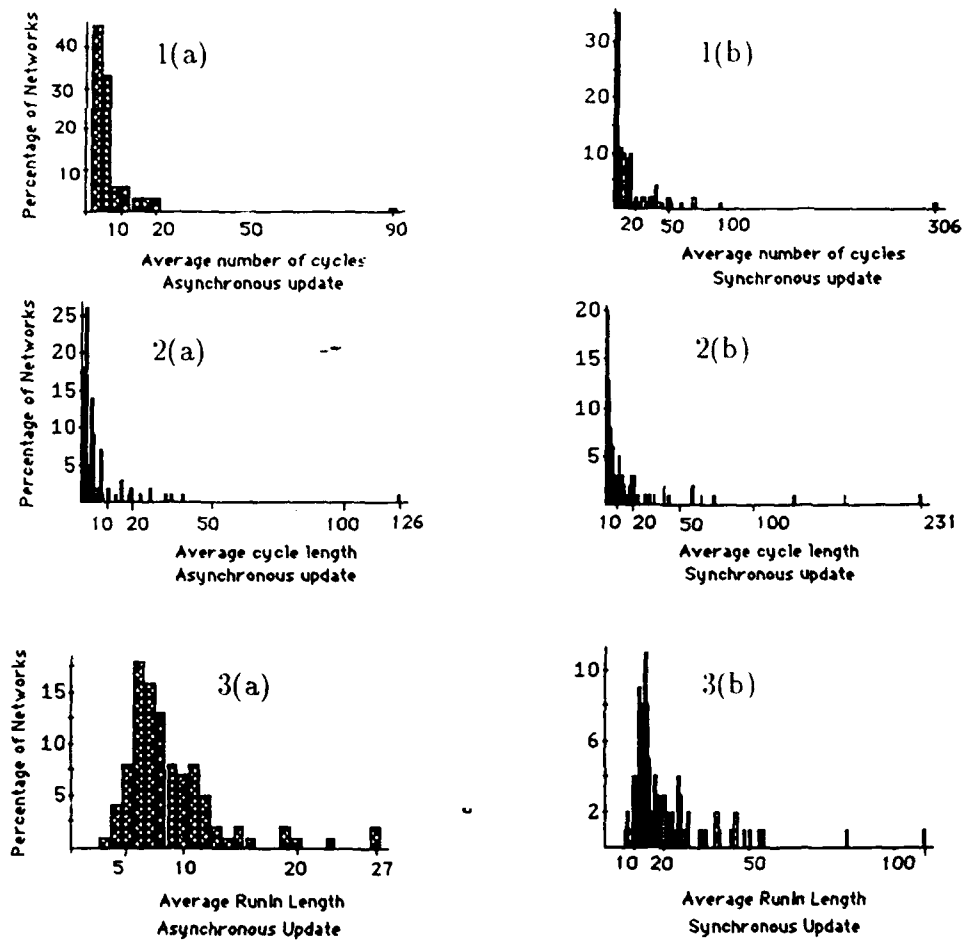 Percentage of Networks
40
30
20
10
1(a)
10 20 50 90
Average number of cycles
Asynchronous update
30
20
10
1(b)
20 50 100 306
Average number of cycles
Synchronous update
Percentage of Networks
25
20
15
10
5
2(a)
10 20 50 100 126
Average cycle length
Asynchronous update
20
15
10
5
2(b)
10 20 50 100 231
Average cycle length
Synchronous update
Percentage of Networks
15
10
5
3(a)
5 10 20 27
Average RunIn Length
Asynchronous Update
10
6
2
3(b)
10 20 50 100
Average RunIn Length
Synchronous Update